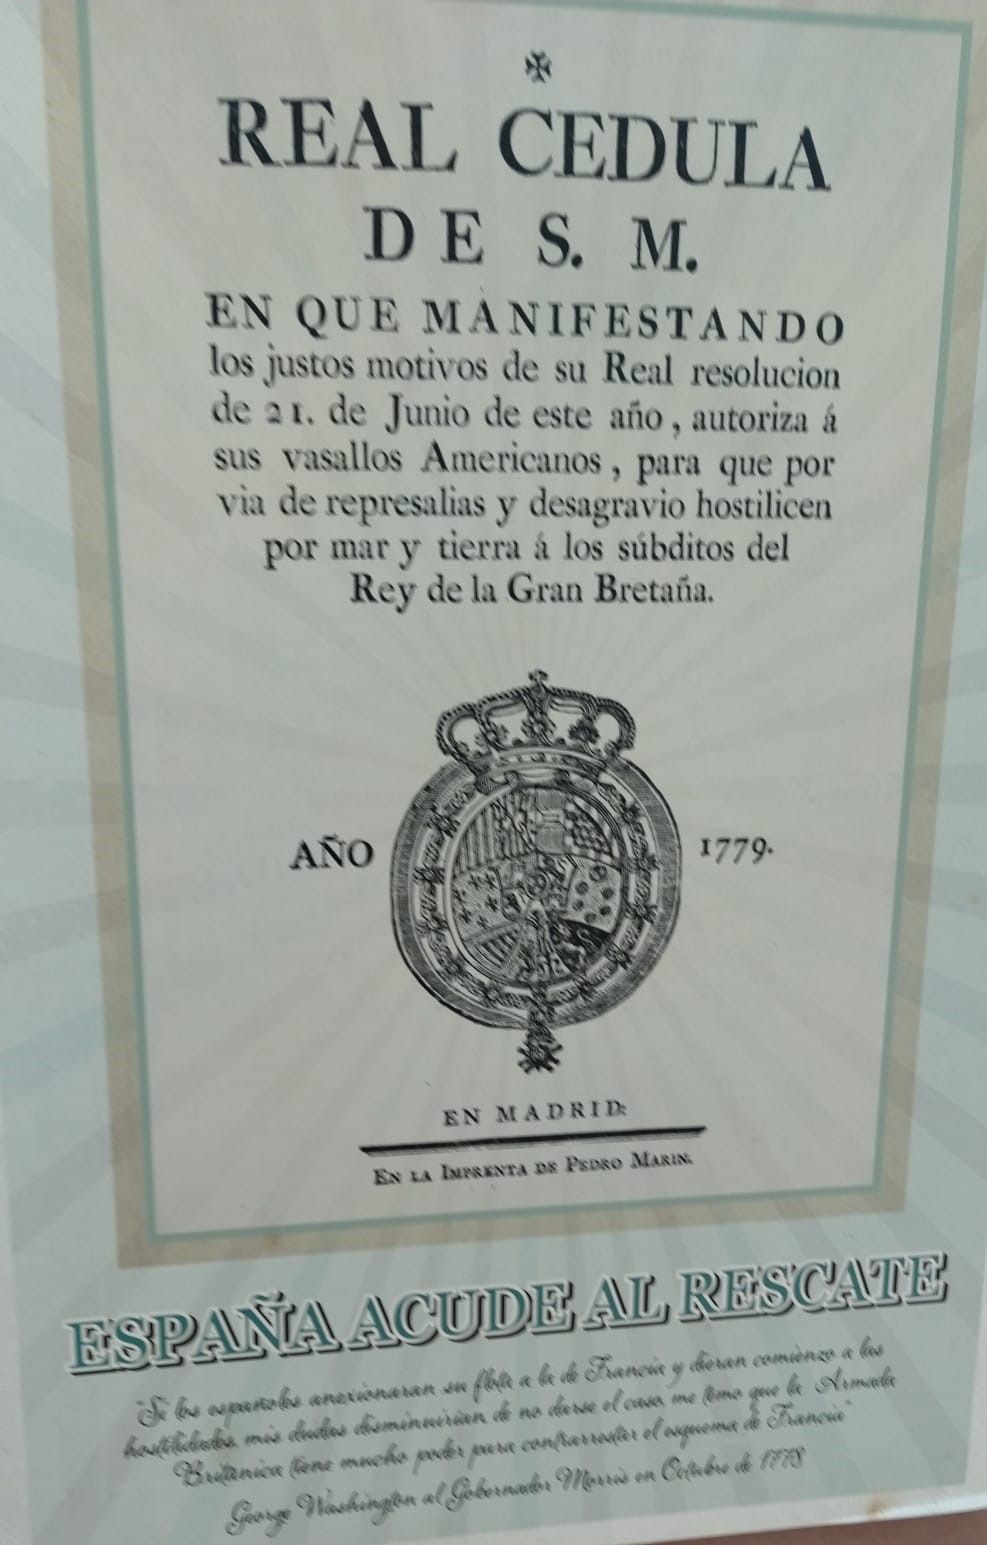 REAL CEDULA
DE S. M.
EN QUE MANIFESTANDO
los justos motivos de su Real resolucion
de 21. de Junio de este año, autoriza á
sus vasallos Americanos, para que por
via de represalias y desagravio hostilicen
por mar y tierra á los súbditos del
Rey de la Gran Bretaña.
AÑO 1779.
EN MADRID:
EN LA IMPRENTA DE PEDRO MARIN.
ESPAÑA ACUDE AL RESCATE
"Si los españoles anexionaran su flota a la de Francia y dieran comienzo a las
hostilidades, mis dudas disminuirian de no darse el caso, me temo que la Armada
Británica tiene mucho poder para contrarrestar el esquema de Francia"
George Washington al Gobernador Morris en Octubre de 1778